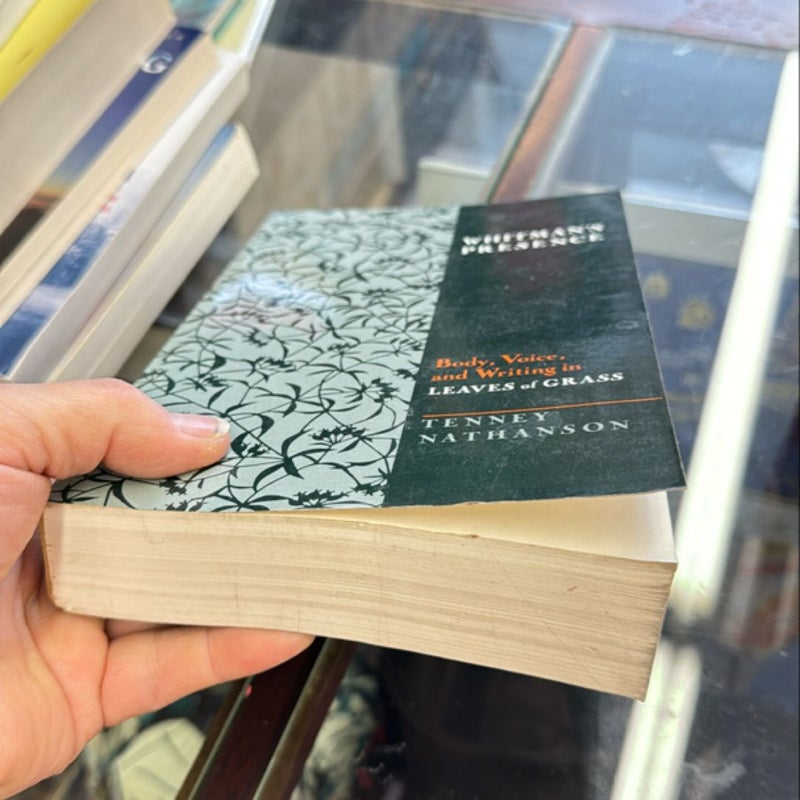 WHITMAN'S
PRESENCE
Body, Voice,
and Writing in
LEAVES of GRASS
TENNEY
NATHANSON
G